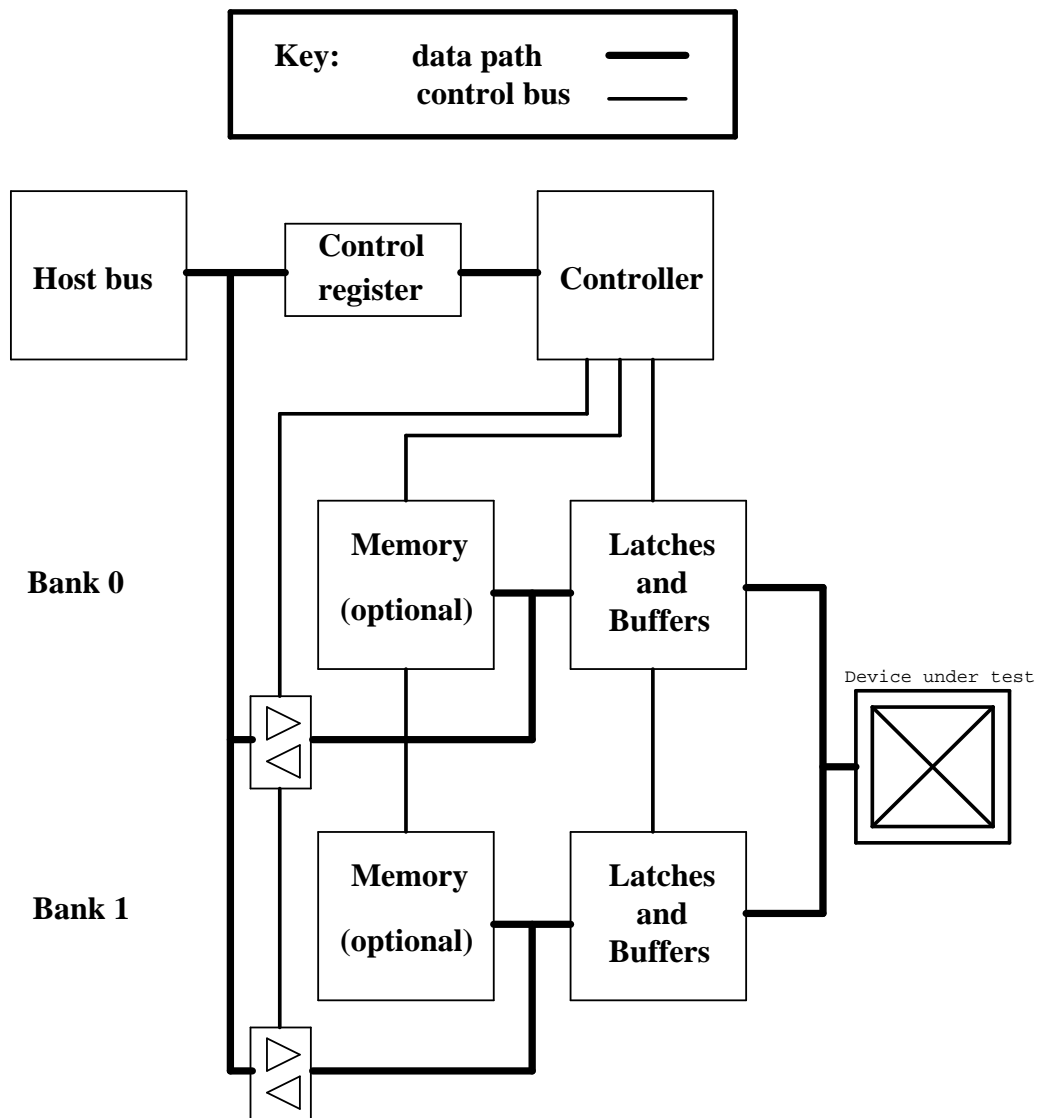 Key: data path
control bus
Host bus
Control
register
Controller
Bank 0
Memory
(optional)
Latches
and
Buffers
Device under test
Bank 1
Memory
(optional)
Latches
and
Buffers